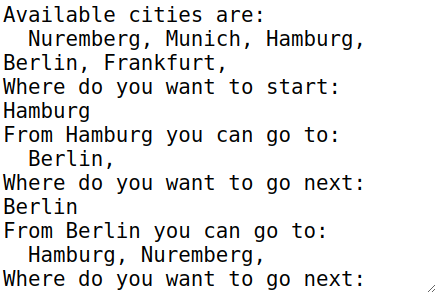 Available cities are:
  Nuremberg, Munich, Hamburg,
Berlin, Frankfurt,
Where do you want to start:
Hamburg
From Hamburg you can go to:
  Berlin,
Where do you want to go next:
Berlin
From Berlin you can go to:
  Hamburg, Nuremberg,
Where do you want to go next: